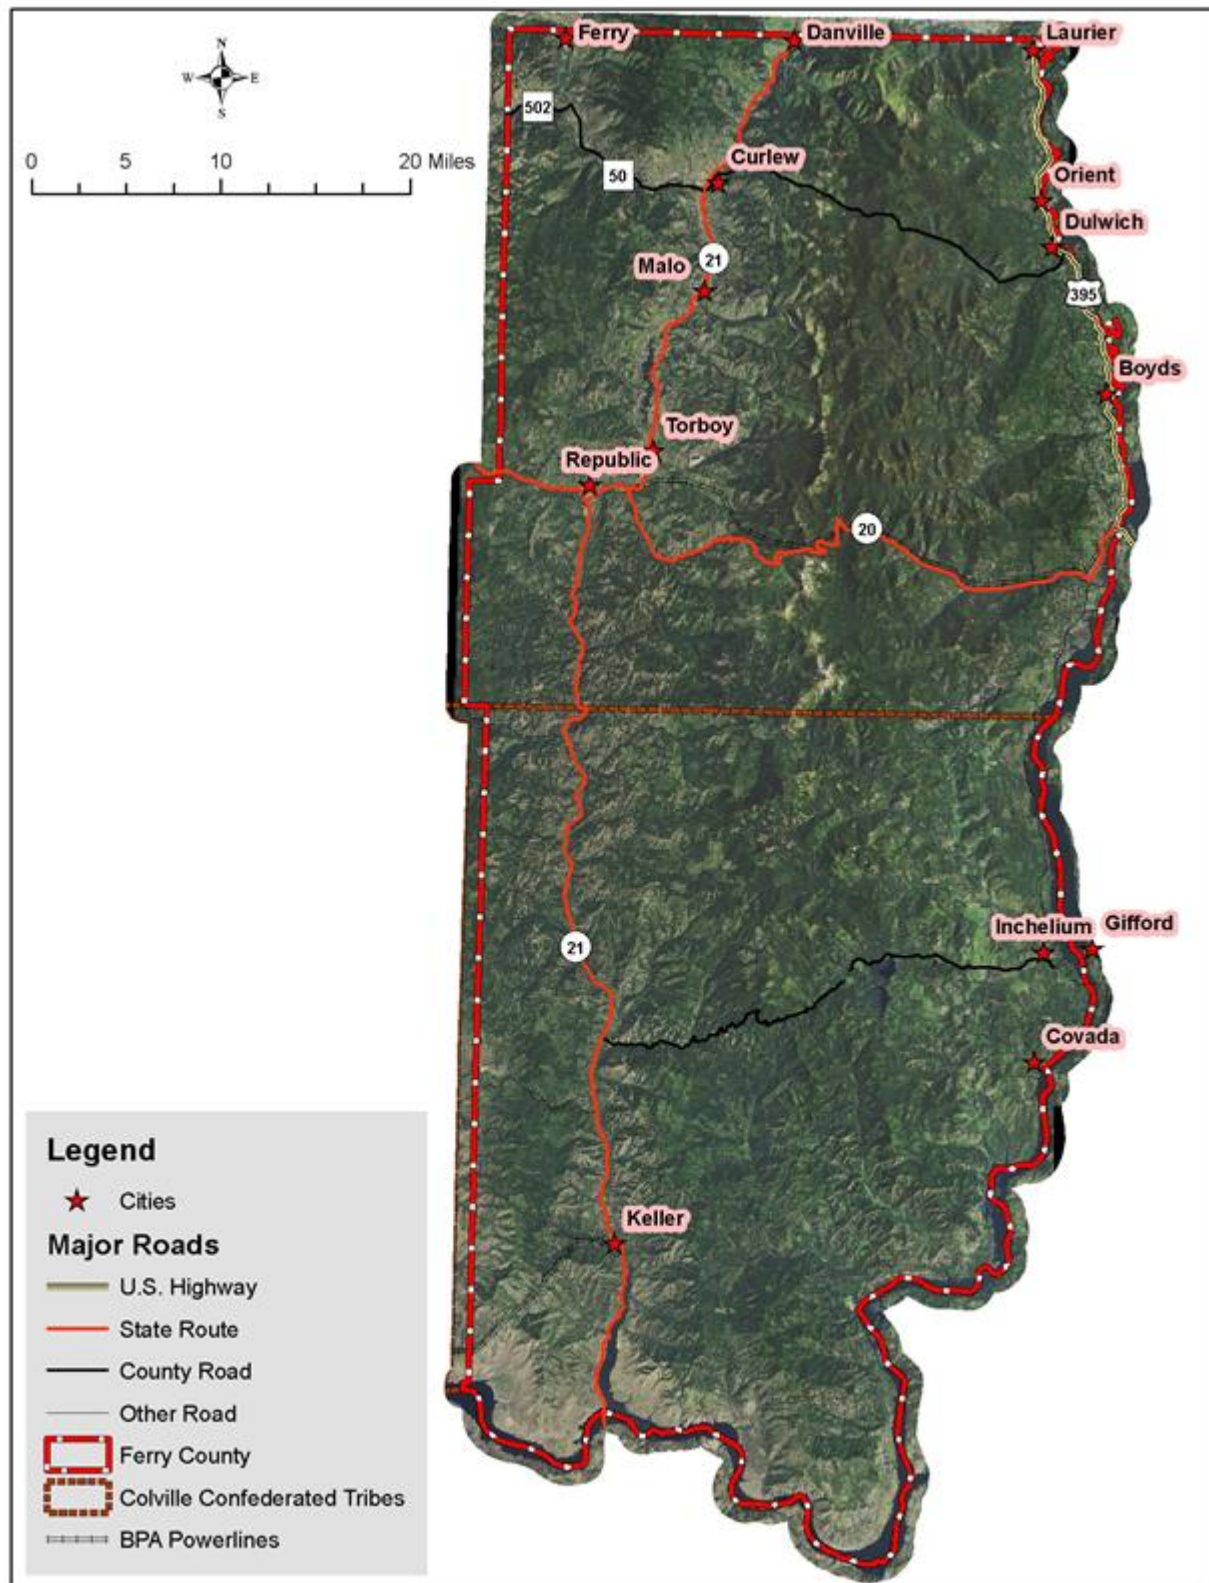 Ferry
Danville
Laurier
N
W
E
S
502
0 5 10 20 Miles
50
Curlew
Orient
Dulwich
Malo
21
395
Boyds
Torboy
Republic
20
Inchelium
Gifford
21
Covada
Keller
Legend
Cities
Major Roads
U.S. Highway
State Route
County Road
Other Road
Ferry County
Colville Confederated Tribes
BPA Powerlines